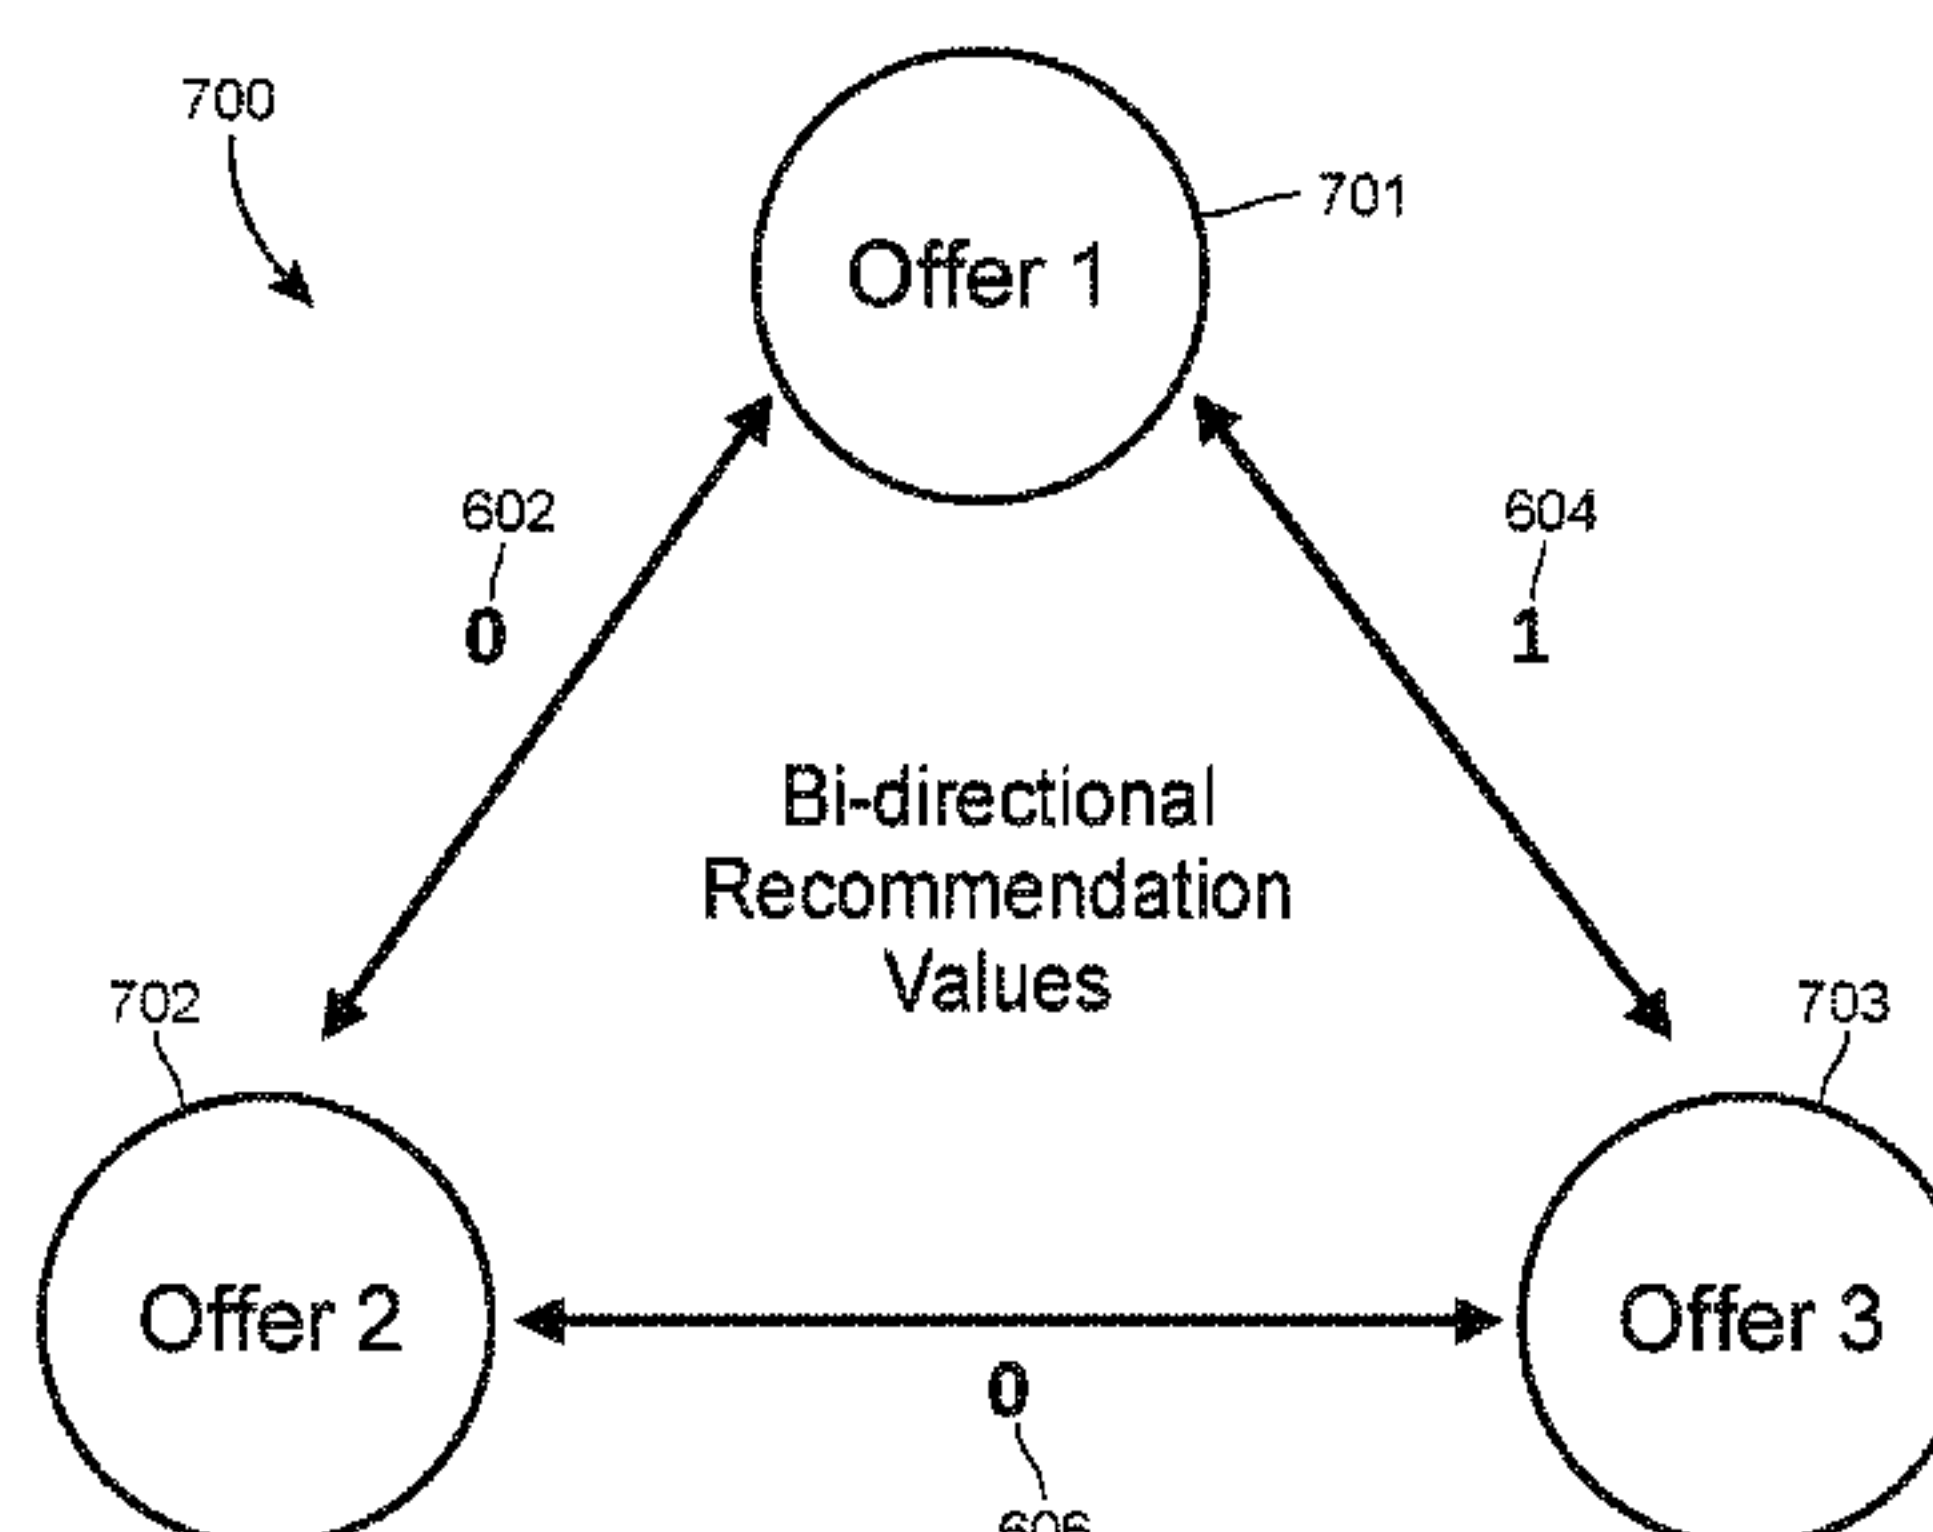 700
701
Offer 1
602
604
0
1
Bi-directional
Recommendation
Values
702
703
Offer 2
Offer 3
0